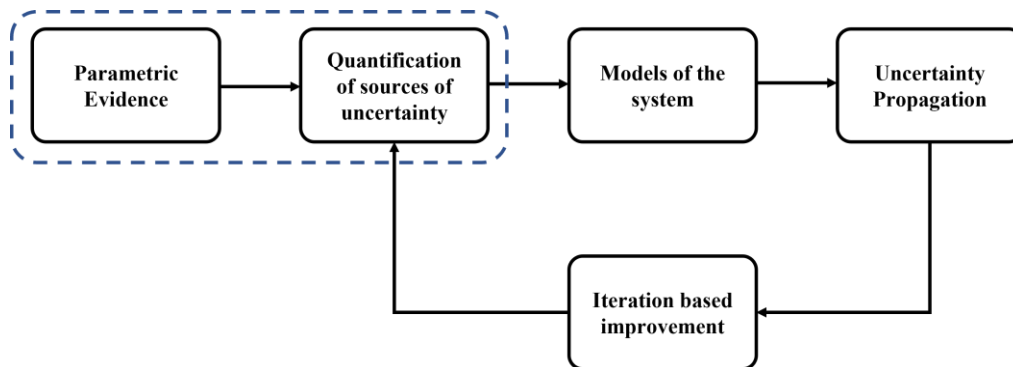 Parametric
Evidence
Quantification
of sources of
uncertainty
Models of the
system
Uncertainty
Propagation
Iteration based
improvement